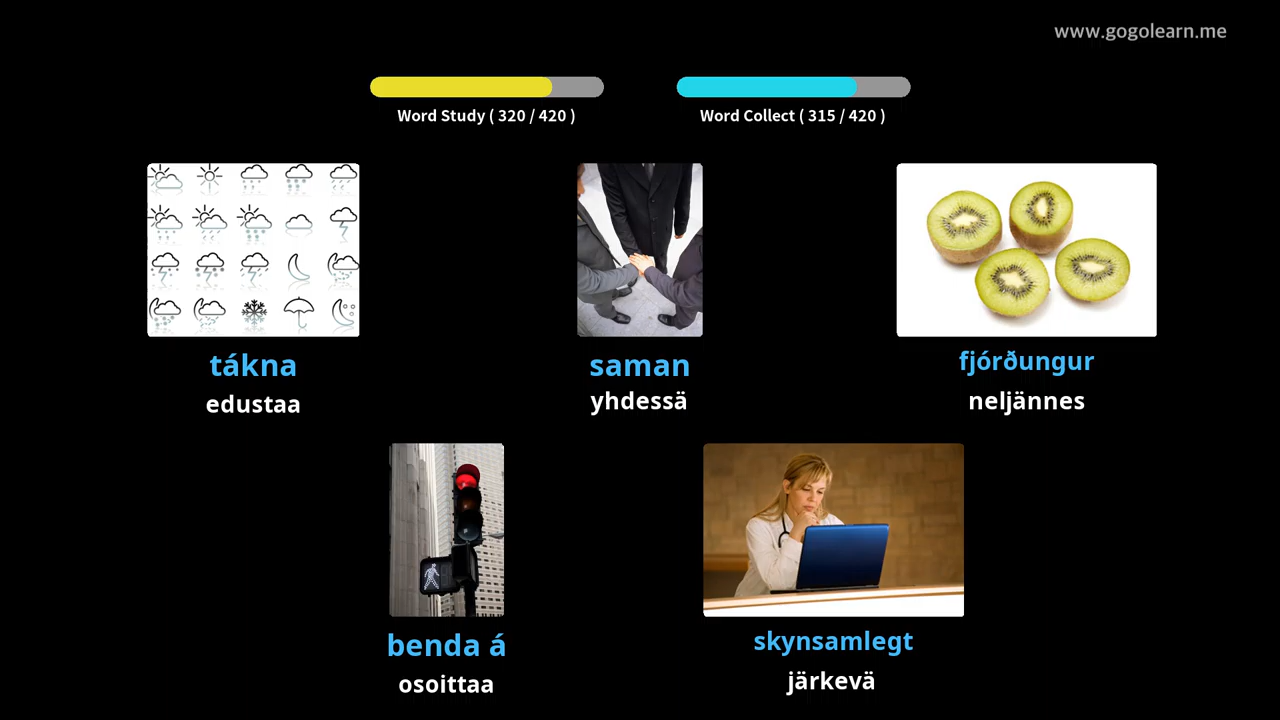 www.gogolearn.me
Word Study ( 320 / 420 )
Word Collect ( 315 / 420 )
tákna
edustaa
saman
yhdessä
fjórðungur
neljännes
benda á
osoittaa
skynsamlegt
järkevä